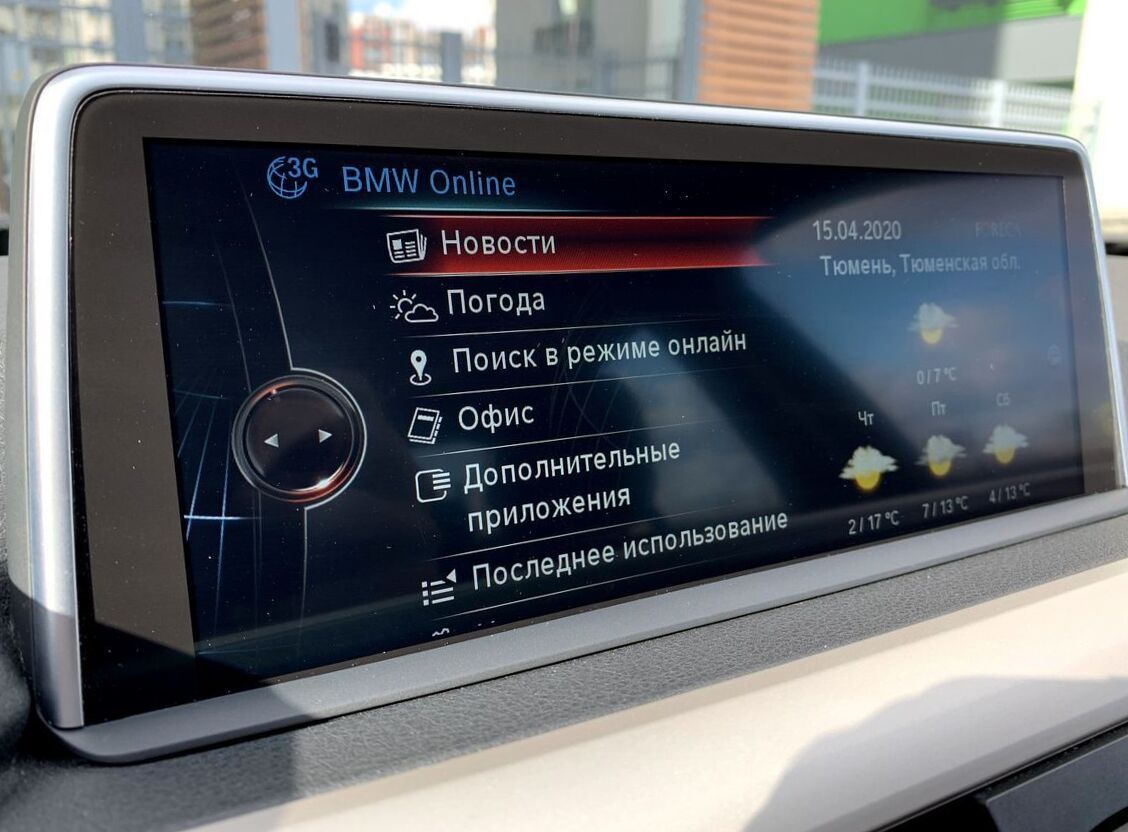 3G BMW Online
Новости
Погода
Поиск в режиме онлайн
Офис
Дополнительные
приложения
Последнее использование
15.04.2020
Тюмень, Тюменская обл.
0/7 °C
Чт Пт Сб
2/17 °C 7/13 °C 4/13 °C